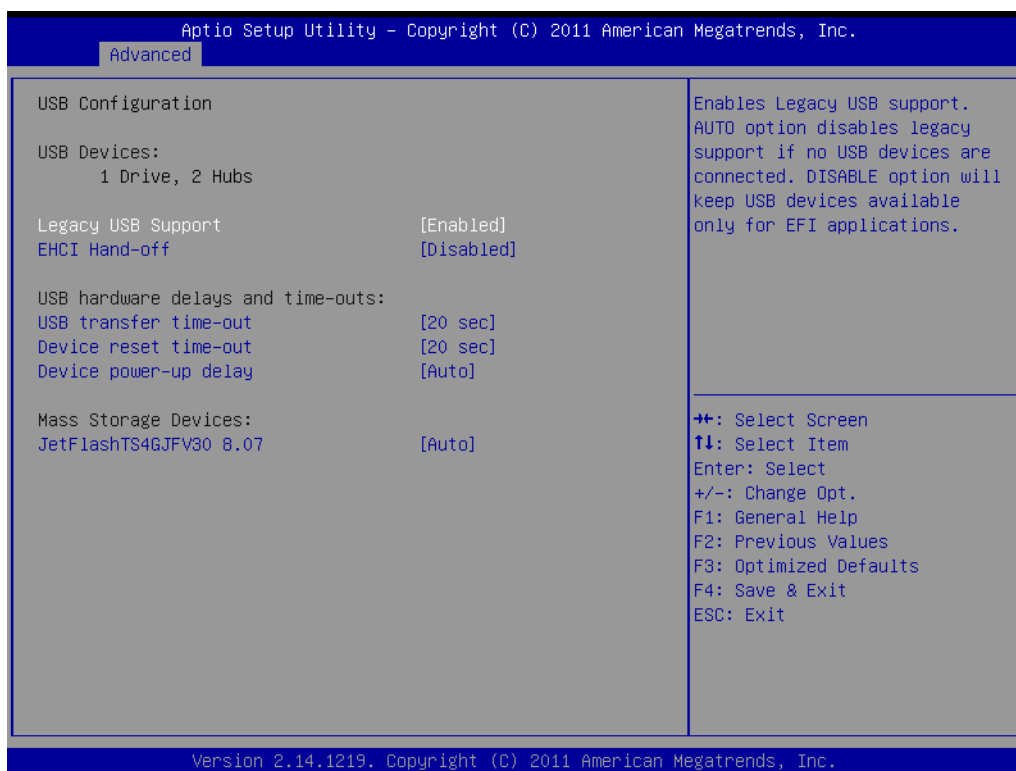 Aptio Setup Utility – Copyright (C) 2011 American Megatrends, Inc.
Advanced
USB Configuration
USB Devices:
1 Drive, 2 Hubs
Legacy USB Support [Enabled]
EHCI Hand-off [Disabled]
USB hardware delays and time-outs:
USB transfer time-out [20 sec]
Device reset time-out [20 sec]
Device power-up delay [Auto]
Mass Storage Devices:
JetFlashTS4GJFV30 8.07 [Auto]
Enables Legacy USB support.
AUTO option disables legacy
support if no USB devices are
connected. DISABLE option will
keep USB devices available
only for EFI applications.
→←: Select Screen
↑↓: Select Item
Enter: Select
+/-: Change Opt.
F1: General Help
F2: Previous Values
F3: Optimized Defaults
F4: Save & Exit
ESC: Exit
Version 2.14.1219. Copyright (C) 2011 American Megatrends, Inc.